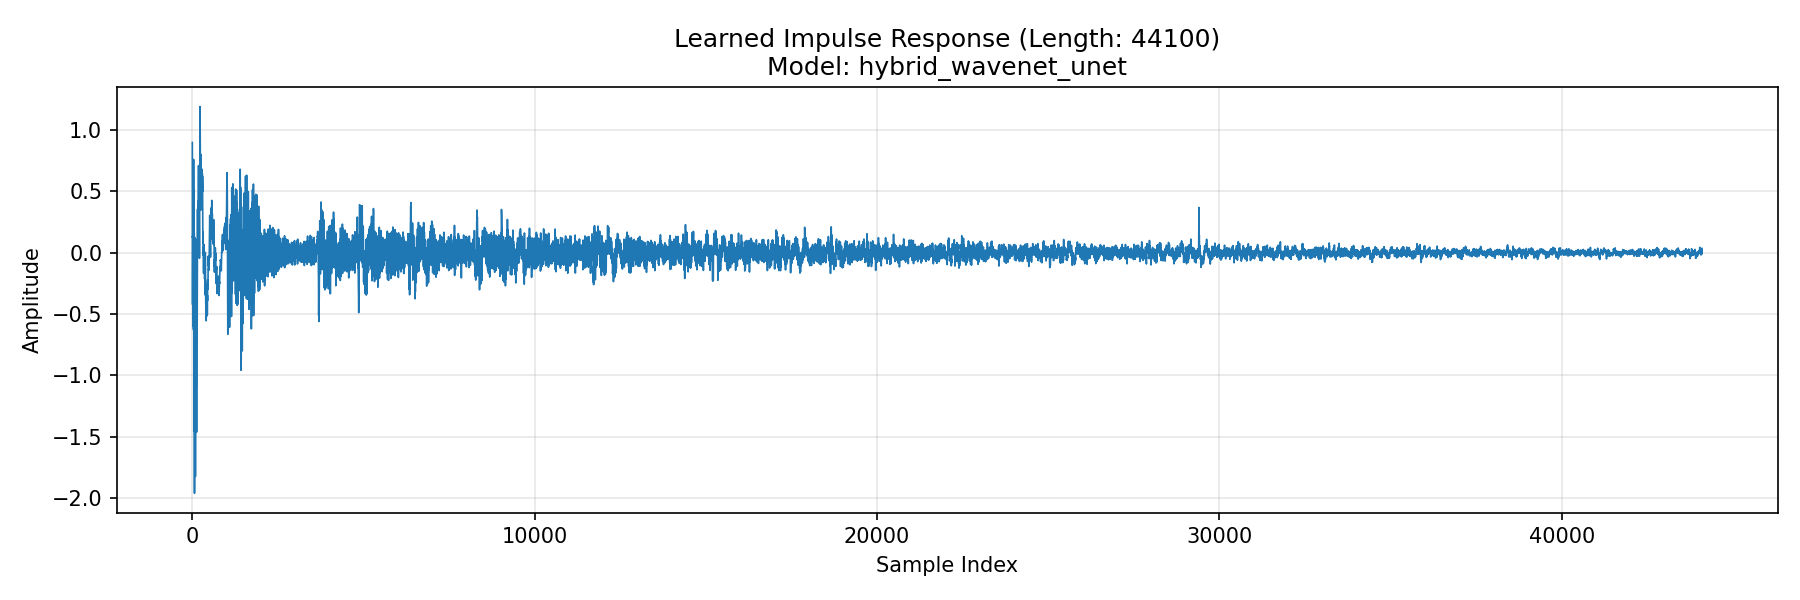 Learned Impulse Response (Length: 44100)
Model: hybrid_wavenet_unet
1.0
0.5
0.0
−0.5
−1.0
−1.5
−2.0
Amplitude
0 10000 20000 30000 40000
Sample Index